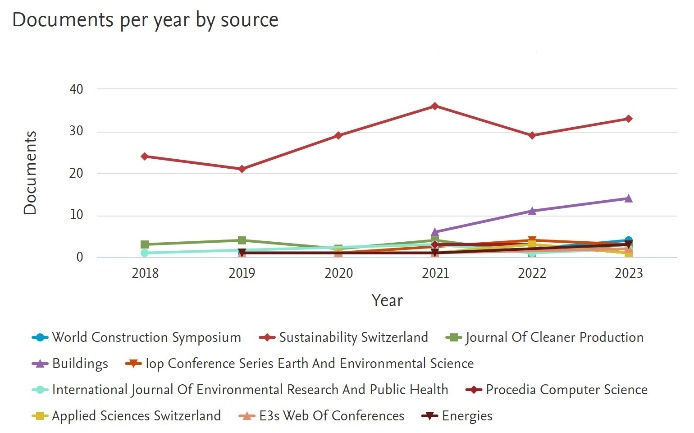 Documents per year by source
40
30
20
10
0
Documents
2018 2019 2020 2021 2022 2023
Year
World Construction Symposium Sustainability Switzerland Journal Of Cleaner Production
Buildings Iop Conference Series Earth And Environmental Science
International Journal Of Environmental Research And Public Health Procedia Computer Science
Applied Sciences Switzerland E3s Web Of Conferences Energies